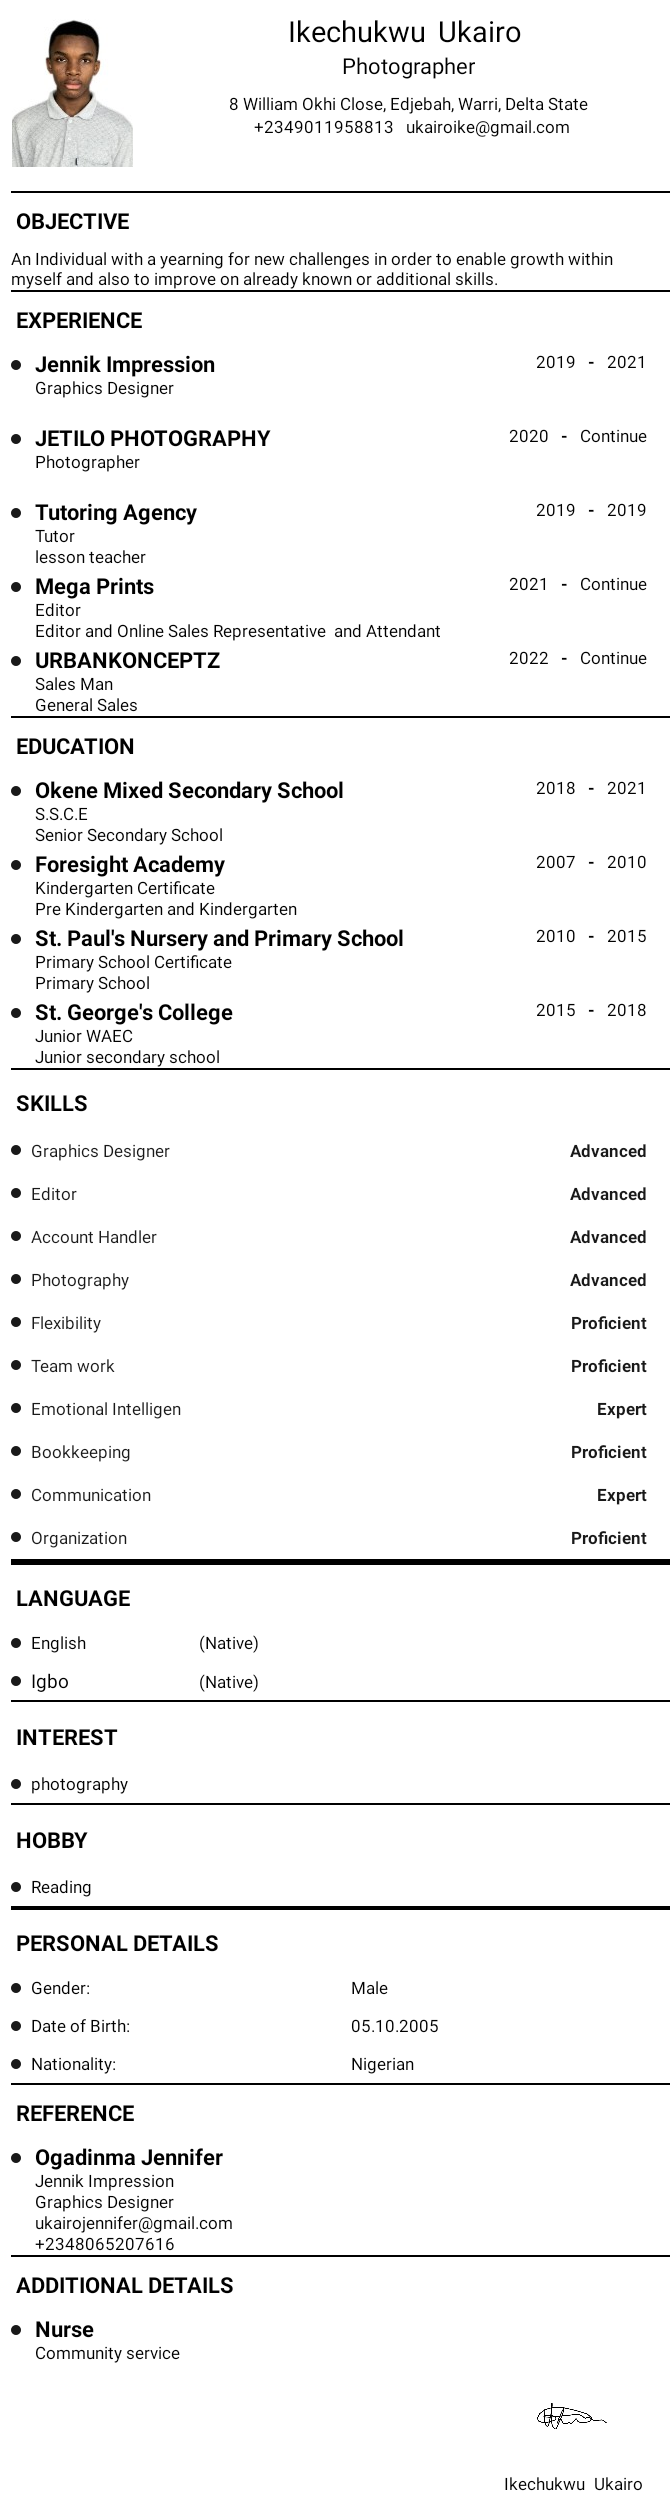 Ikechukwu Ukairo
Photographer
8 William Okhi Close, Edjebah, Warri, Delta State
+2349011958813 ukairoike@gmail.com
OBJECTIVE
An Individual with a yearning for new challenges in order to enable growth within
myself and also to improve on already known or additional skills.
EXPERIENCE
Jennik Impression 2019 - 2021
Graphics Designer
JETILO PHOTOGRAPHY 2020 - Continue
Photographer
Tutoring Agency 2019 - 2019
Tutor
lesson teacher
Mega Prints 2021 - Continue
Editor
Editor and Online Sales Representative and Attendant
URBANKONCEPTZ 2022 - Continue
Sales Man
General Sales
EDUCATION
Okene Mixed Secondary School 2018 - 2021
S.S.C.E
Senior Secondary School
Foresight Academy 2007 - 2010
Kindergarten Certificate
Pre Kindergarten and Kindergarten
St. Paul's Nursery and Primary School 2010 - 2015
Primary School Certificate
Primary School
St. George's College 2015 - 2018
Junior WAEC
Junior secondary school
SKILLS
Graphics Designer Advanced
Editor Advanced
Account Handler Advanced
Photography Advanced
Flexibility Proficient
Team work Proficient
Emotional Intelligen Expert
Bookkeeping Proficient
Communication Expert
Organization Proficient
LANGUAGE
English (Native)
Igbo (Native)
INTEREST
photography
HOBBY
Reading
PERSONAL DETAILS
Gender: Male
Date of Birth: 05.10.2005
Nationality: Nigerian
REFERENCE
Ogadinma Jennifer
Jennik Impression
Graphics Designer
ukairojennifer@gmail.com
+2348065207616
ADDITIONAL DETAILS
Nurse
Community service
Ikechukwu Ukairo